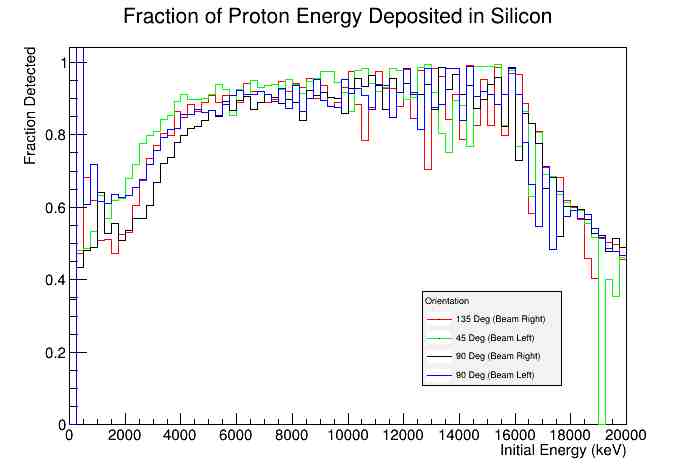 Fraction of Proton Energy Deposited in Silicon
Fraction Detected
1
0.8
0.6
0.4
0.2
0
0 2000 4000 6000 8000 10000 12000 14000 16000 18000 20000
Initial Energy (keV)
Orientation
135 Deg (Beam Right)
45 Deg (Beam Left)
90 Deg (Beam Right)
90 Deg (Beam Left)